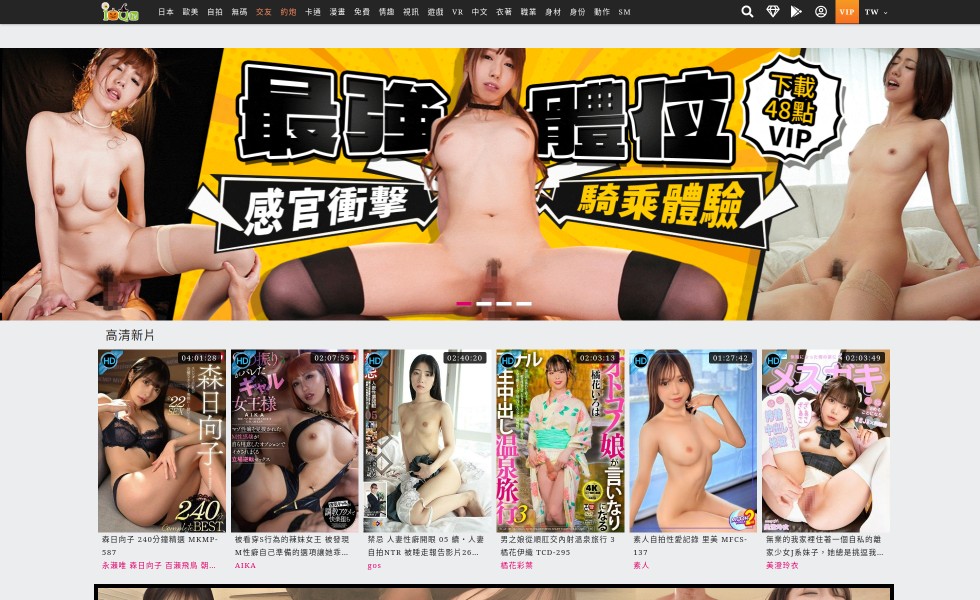 日本 歐美 自拍 無碼 交友 約炮 卡通 漫畫 免費 情趣 視訊 遊戲 VR 中文 衣著 職業 身材 身份 動作 SM
VIP TW
最強 體位
下載
48點
VIP
感官衝擊 騎乘體驗
高清新片
HD 04:01:28
森日向子
22
SEX
240分
Complete BEST
森日向子 240分鐘精選 MKMP-
587
永瀨唯 森日向子 百瀨飛鳥 朝...
HD 02:07:55
ギャル
女王様
AIKA
被看穿S行為的辣妹女王 被發現
M性癖自己準備的選項讓她乖...
AIKA
HD 02:40:20
禁忌 人妻性癖開眼 05 續・人妻
自拍NTR 被睡走報告影片26...
gos
HD 02:03:13
オトコノ娘
が
言いなり
橘花いろは
生中出し
温泉旅行
3
4K
男之娘從順肛交內射溫泉旅行 3
橘花伊織 TCD-295
橘花彩葉
HD 01:27:42
2
素人自拍性愛記錄 里美 MFCS-
137
素人
HD 02:03:49
メスガキ
無業的我家裡住著一個自私的離
家少女J系妹子，她總是挑逗我...
美澄玲衣